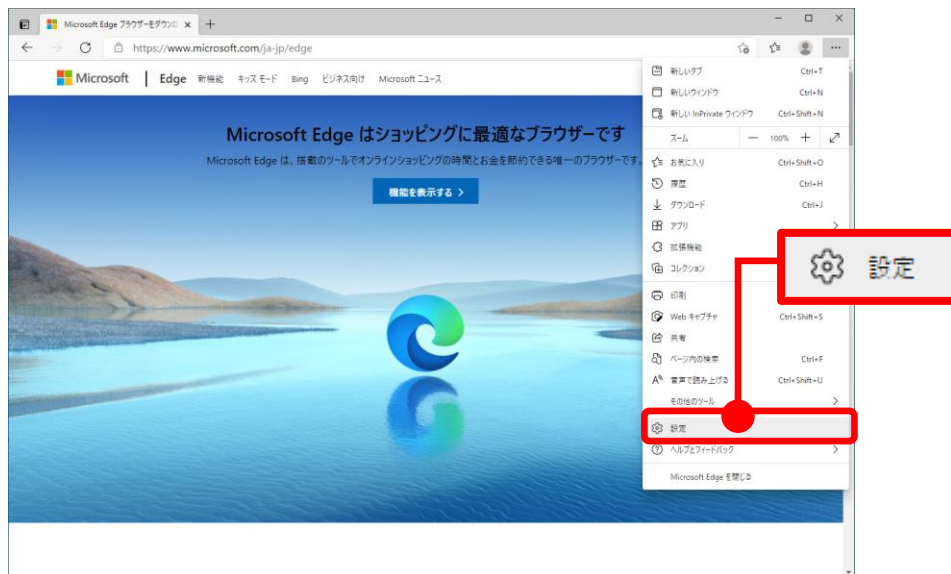 Microsoft Edge ブラウザーをダウンロ
https://www.microsoft.com/ja-jp/edge
Microsoft | Edge 新機能 キッズ モード Bing ビジネス向け Microsoft ニュース
Microsoft Edge はショッピングに最適なブラウザーです
Microsoft Edge は、搭載のツールでオンラインショッピングの時間とお金を節約できる唯一のブラウザーです。
機能を表示する >
新しいタブ Ctrl+T
新しいウィンドウ Ctrl+N
新しい InPrivate ウィンドウ Ctrl+Shift+N
ズーム — 100% +
お気に入り Ctrl+Shift+O
履歴 Ctrl+H
ダウンロード Ctrl+J
アプリ >
拡張機能
コレクション
設定
印刷
Web キャプチャ Ctrl+Shift+S
共有
ページ内の検索 Ctrl+F
音声で読み上げる Ctrl+Shift+U
その他のツール >
設定
ヘルプとフィードバック >
Microsoft Edge を閉じる